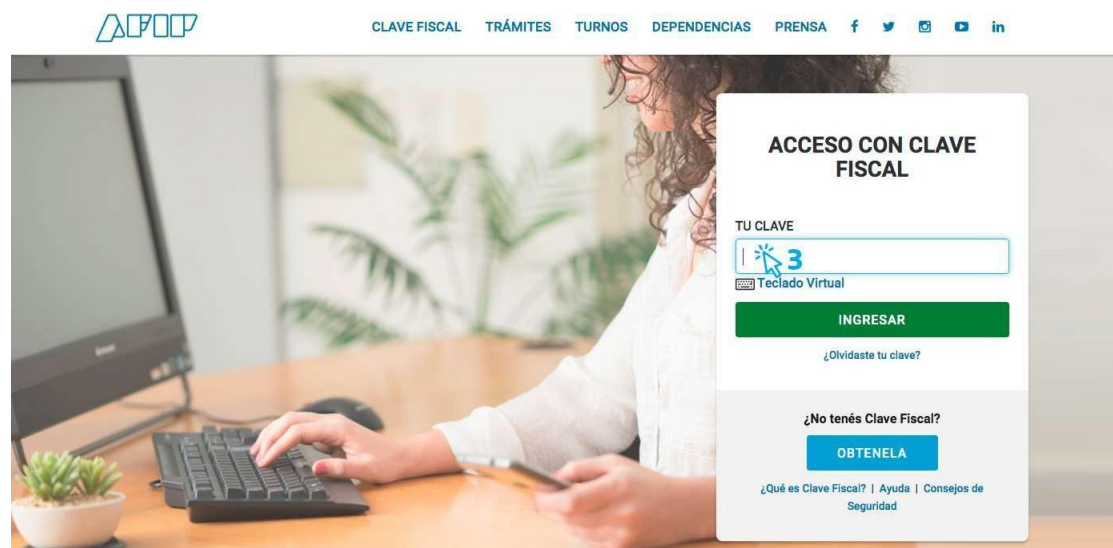 AFIP
CLAVE FISCAL TRÁMITES TURNOS DEPENDENCIAS PRENSA f in
ACCESO CON CLAVE
FISCAL
TU CLAVE
3
Teclado Virtual
INGRESAR
¿Olvidaste tu clave?
¿No tenés Clave Fiscal?
OBTENELA
¿Qué es Clave Fiscal? | Ayuda | Consejos de
Seguridad